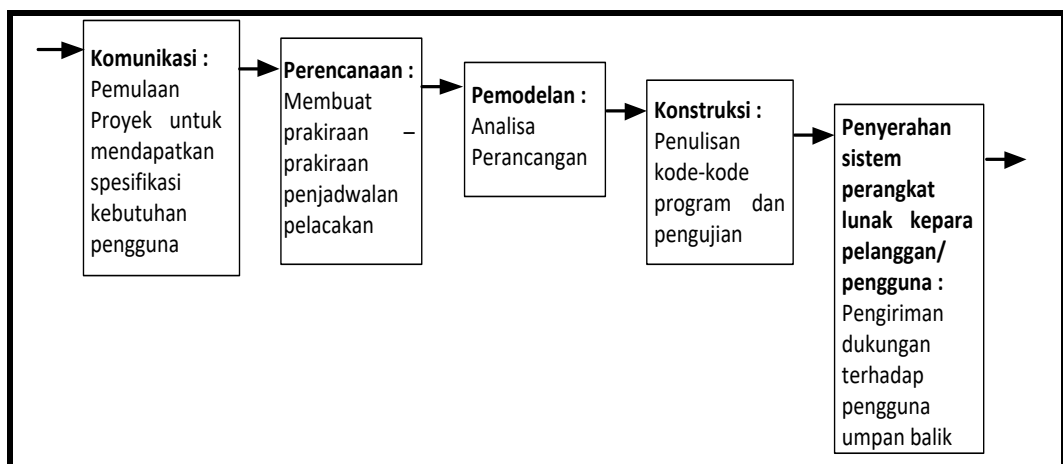 Komunikasi :
Pemulaan
Proyek untuk
mendapatkan
spesifikasi
kebutuhan
pengguna
Perencanaan :
Membuat
prakiraan –
prakiraan
penjadwalan
pelacakan
Pemodelan :
Analisa
Perancangan
Konstruksi :
Penulisan
kode-kode
program dan
pengujian
Penyerahan
sistem
perangkat
lunak kepara
pelanggan/
pengguna :
Pengiriman
dukungan
terhadap
pengguna
umpan balik